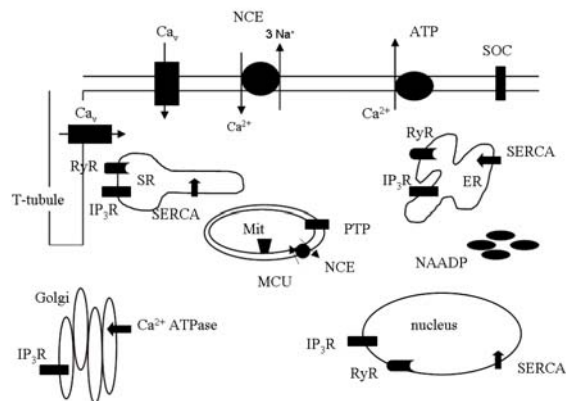 NCE
Caᵥ
3 Na⁺
ATP
SOC
Ca²⁺
Ca²⁺
Caᵥ
RyR
SR
IP₃R
SERCA
T-tubule
RyR
SERCA
IP₃R
ER
Mit
PTP
NCE
MCU
NAADP
Golgi
Ca²⁺ ATPase
IP₃R
nucleus
IP₃R
RyR
SERCA